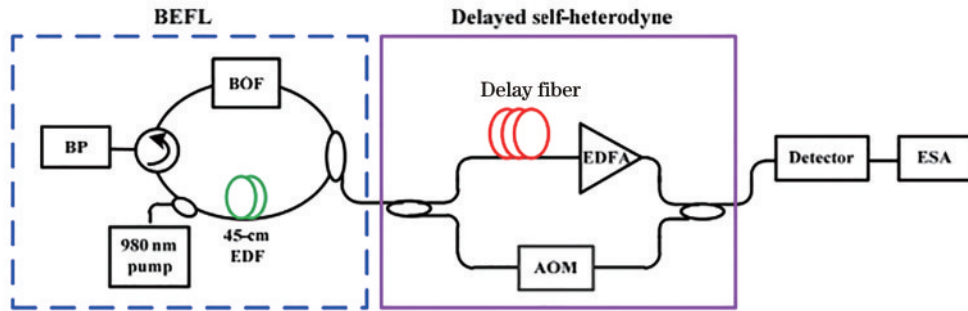 BEFL
Delayed self-heterodyne
BOF
BP
45-cm
EDF
980 nm
pump
Delay fiber
EDFA
AOM
Detector
ESA